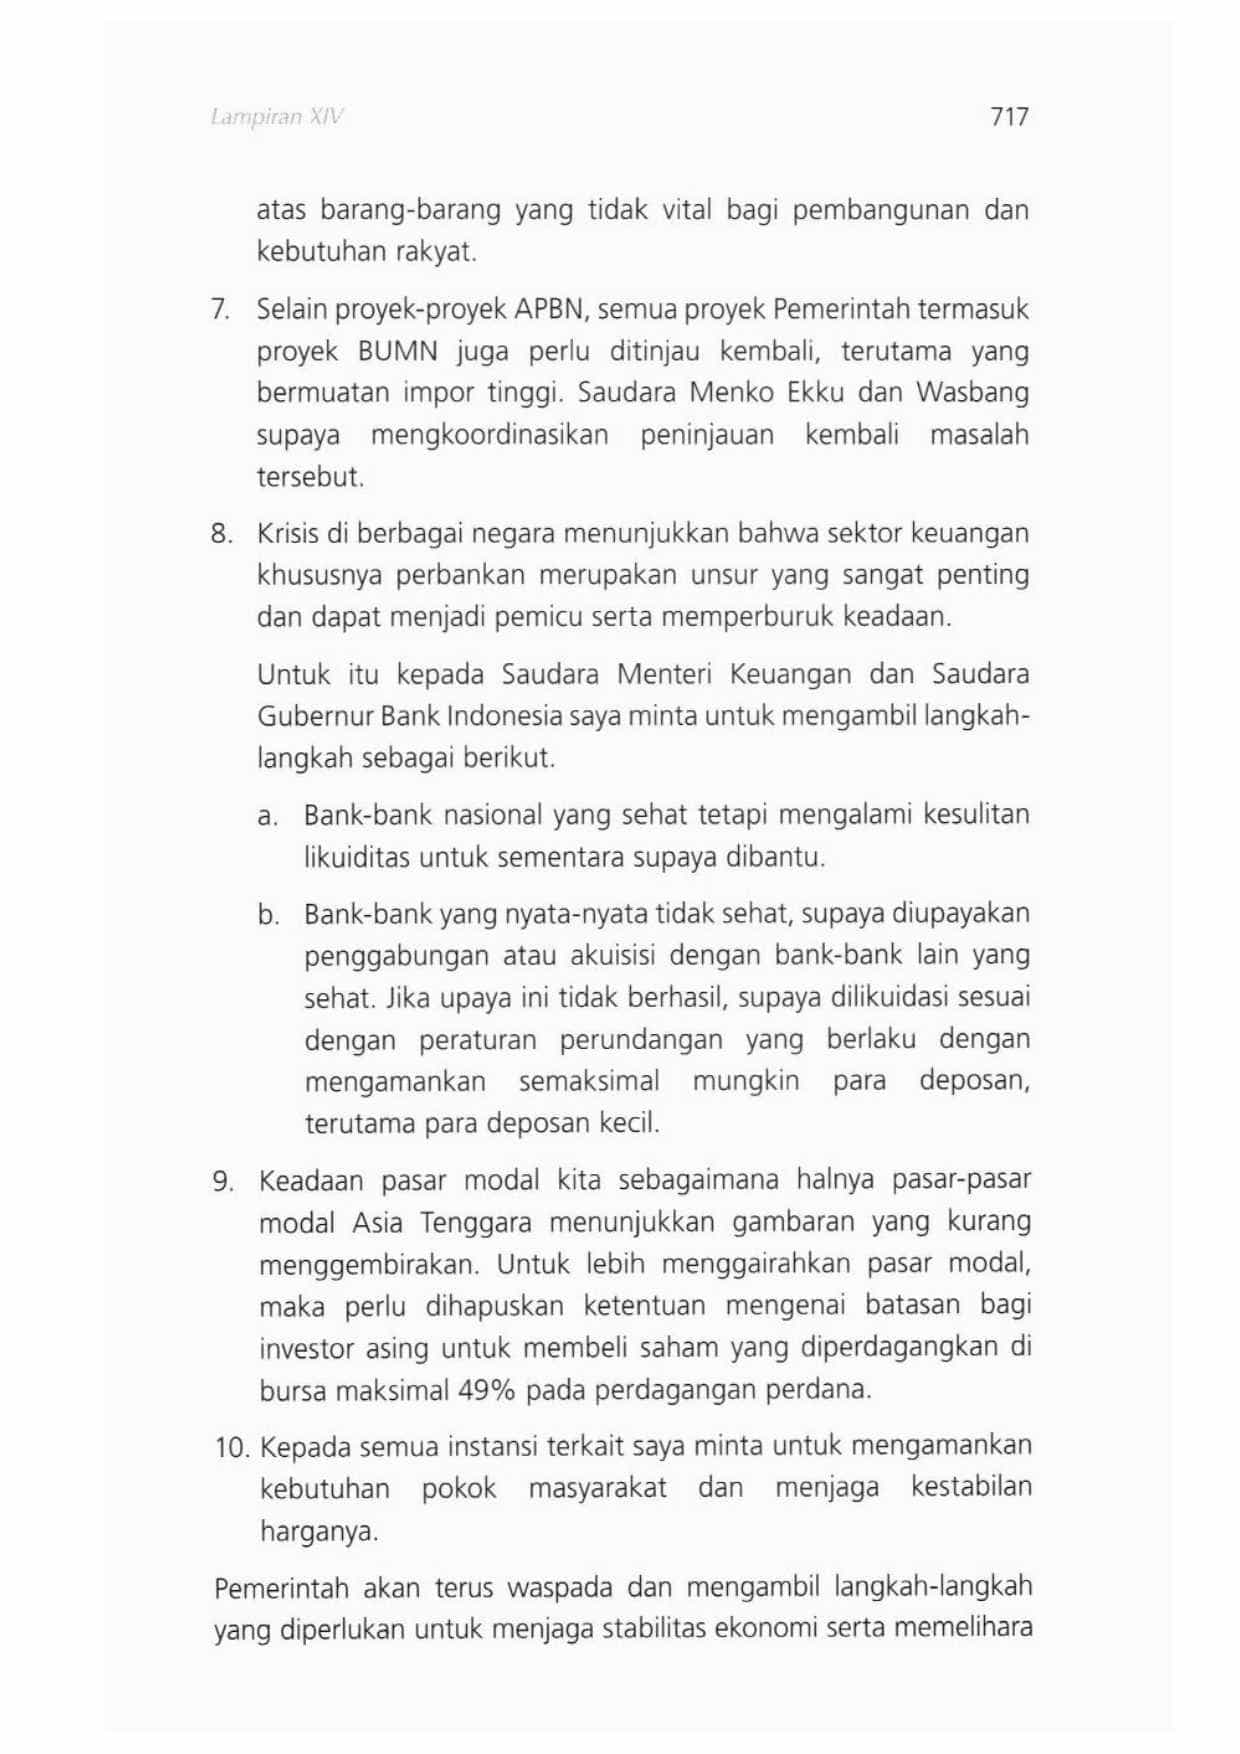 Lampiran XIV 717
atas barang-barang yang tidak vital bagi pembangunan dan
kebutuhan rakyat.
7. Selain proyek-proyek APBN, semua proyek Pemerintah termasuk
proyek BUMN juga perlu ditinjau kembali, terutama yang
bermuatan impor tinggi. Saudara Menko Ekku dan Wasbang
supaya mengkoordinasikan peninjauan kembali masalah
tersebut.
8. Krisis di berbagai negara menunjukkan bahwa sektor keuangan
khususnya perbankan merupakan unsur yang sangat penting
dan dapat menjadi pemicu serta memperburuk keadaan.
Untuk itu kepada Saudara Menteri Keuangan dan Saudara
Gubernur Bank Indonesia saya minta untuk mengambil langkah-
langkah sebagai berikut.
a. Bank-bank nasional yang sehat tetapi mengalami kesulitan
likuiditas untuk sementara supaya dibantu.
b. Bank-bank yang nyata-nyata tidak sehat, supaya diupayakan
penggabungan atau akuisisi dengan bank-bank lain yang
sehat. Jika upaya ini tidak berhasil, supaya dilikuidasi sesuai
dengan peraturan perundangan yang berlaku dengan
mengamankan semaksimal mungkin para deposan,
terutama para deposan kecil.
9. Keadaan pasar modal kita sebagaimana halnya pasar-pasar
modal Asia Tenggara menunjukkan gambaran yang kurang
menggembirakan. Untuk lebih menggairahkan pasar modal,
maka perlu dihapuskan ketentuan mengenai batasan bagi
investor asing untuk membeli saham yang diperdagangkan di
bursa maksimal 49% pada perdagangan perdana.
10. Kepada semua instansi terkait saya minta untuk mengamankan
kebutuhan pokok masyarakat dan menjaga kestabilan
harganya.
Pemerintah akan terus waspada dan mengambil langkah-langkah
yang diperlukan untuk menjaga stabilitas ekonomi serta memelihara